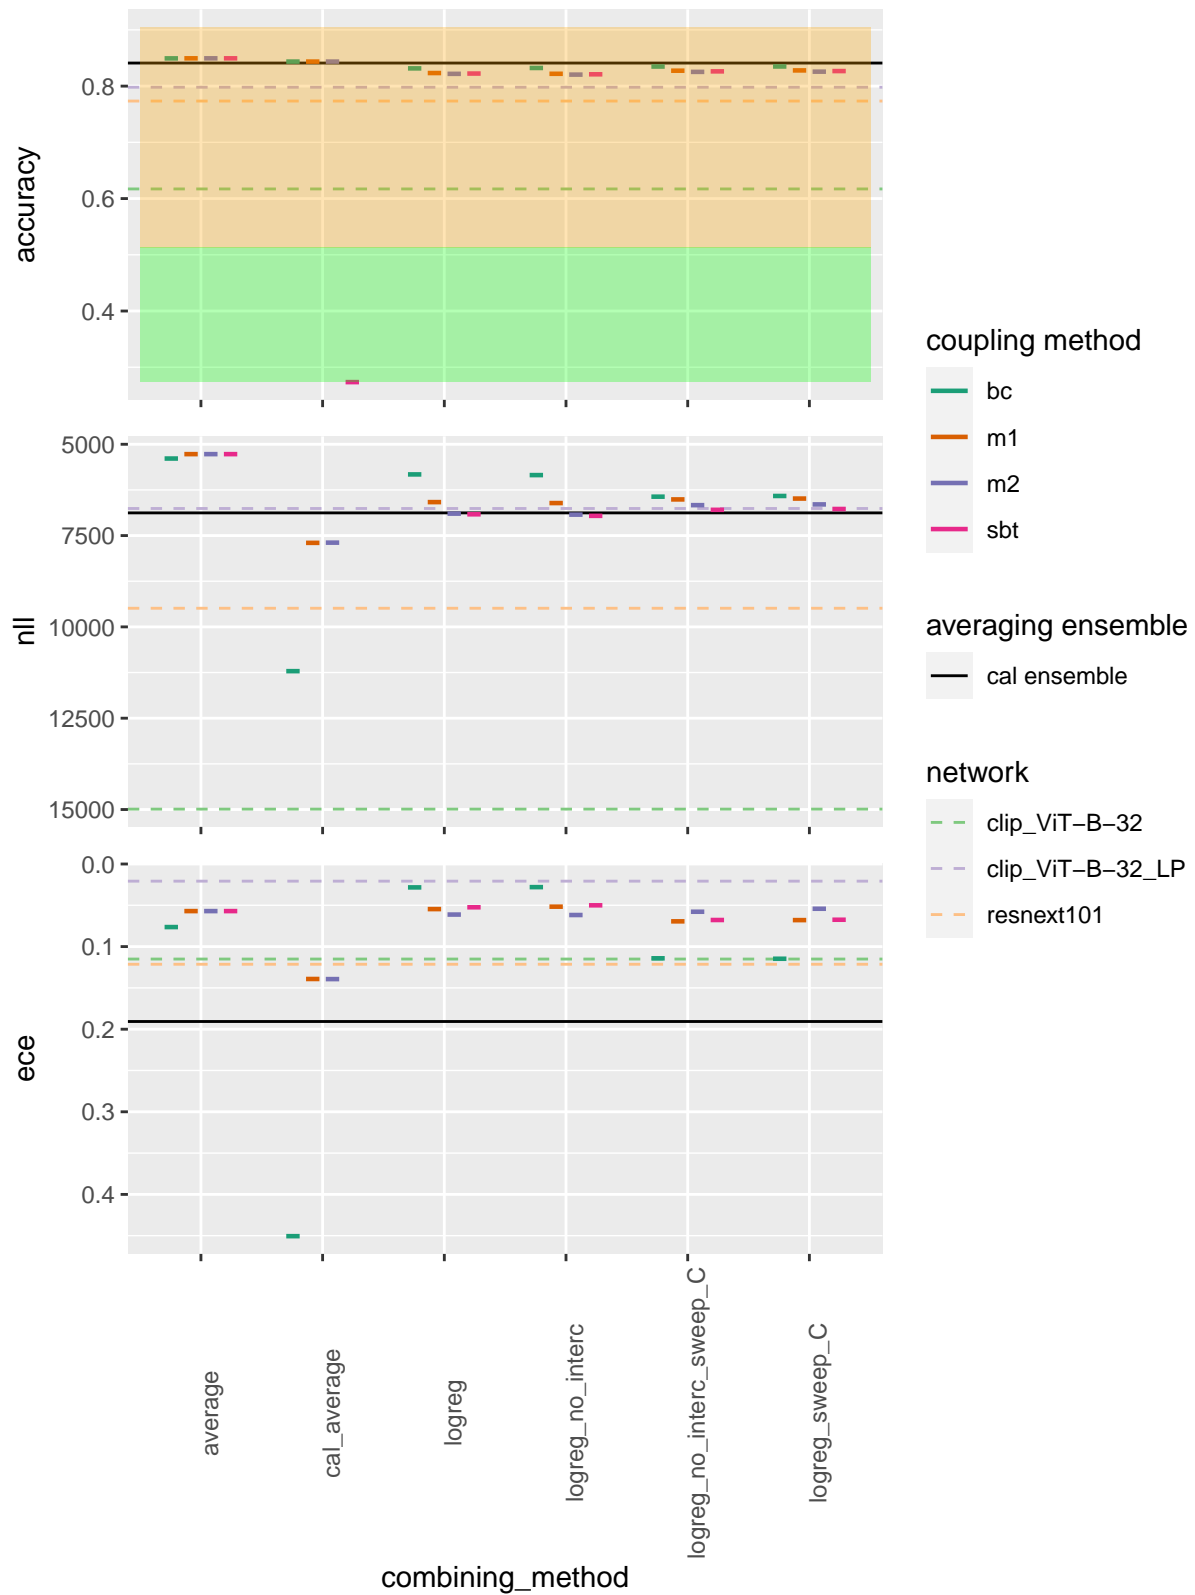 accuracy
0.8
0.6
0.4
nll
5000
7500
10000
12500
15000
ece
0.0
0.1
0.2
0.3
0.4
average
cal_average
logreg
logreg_no_interc
logreg_no_interc_sweep_C
logreg_sweep_C
combining_method
coupling method
bc
m1
m2
sbt
averaging ensemble
cal ensemble
network
clip_ViT−B−32
clip_ViT−B−32_LP
resnext101